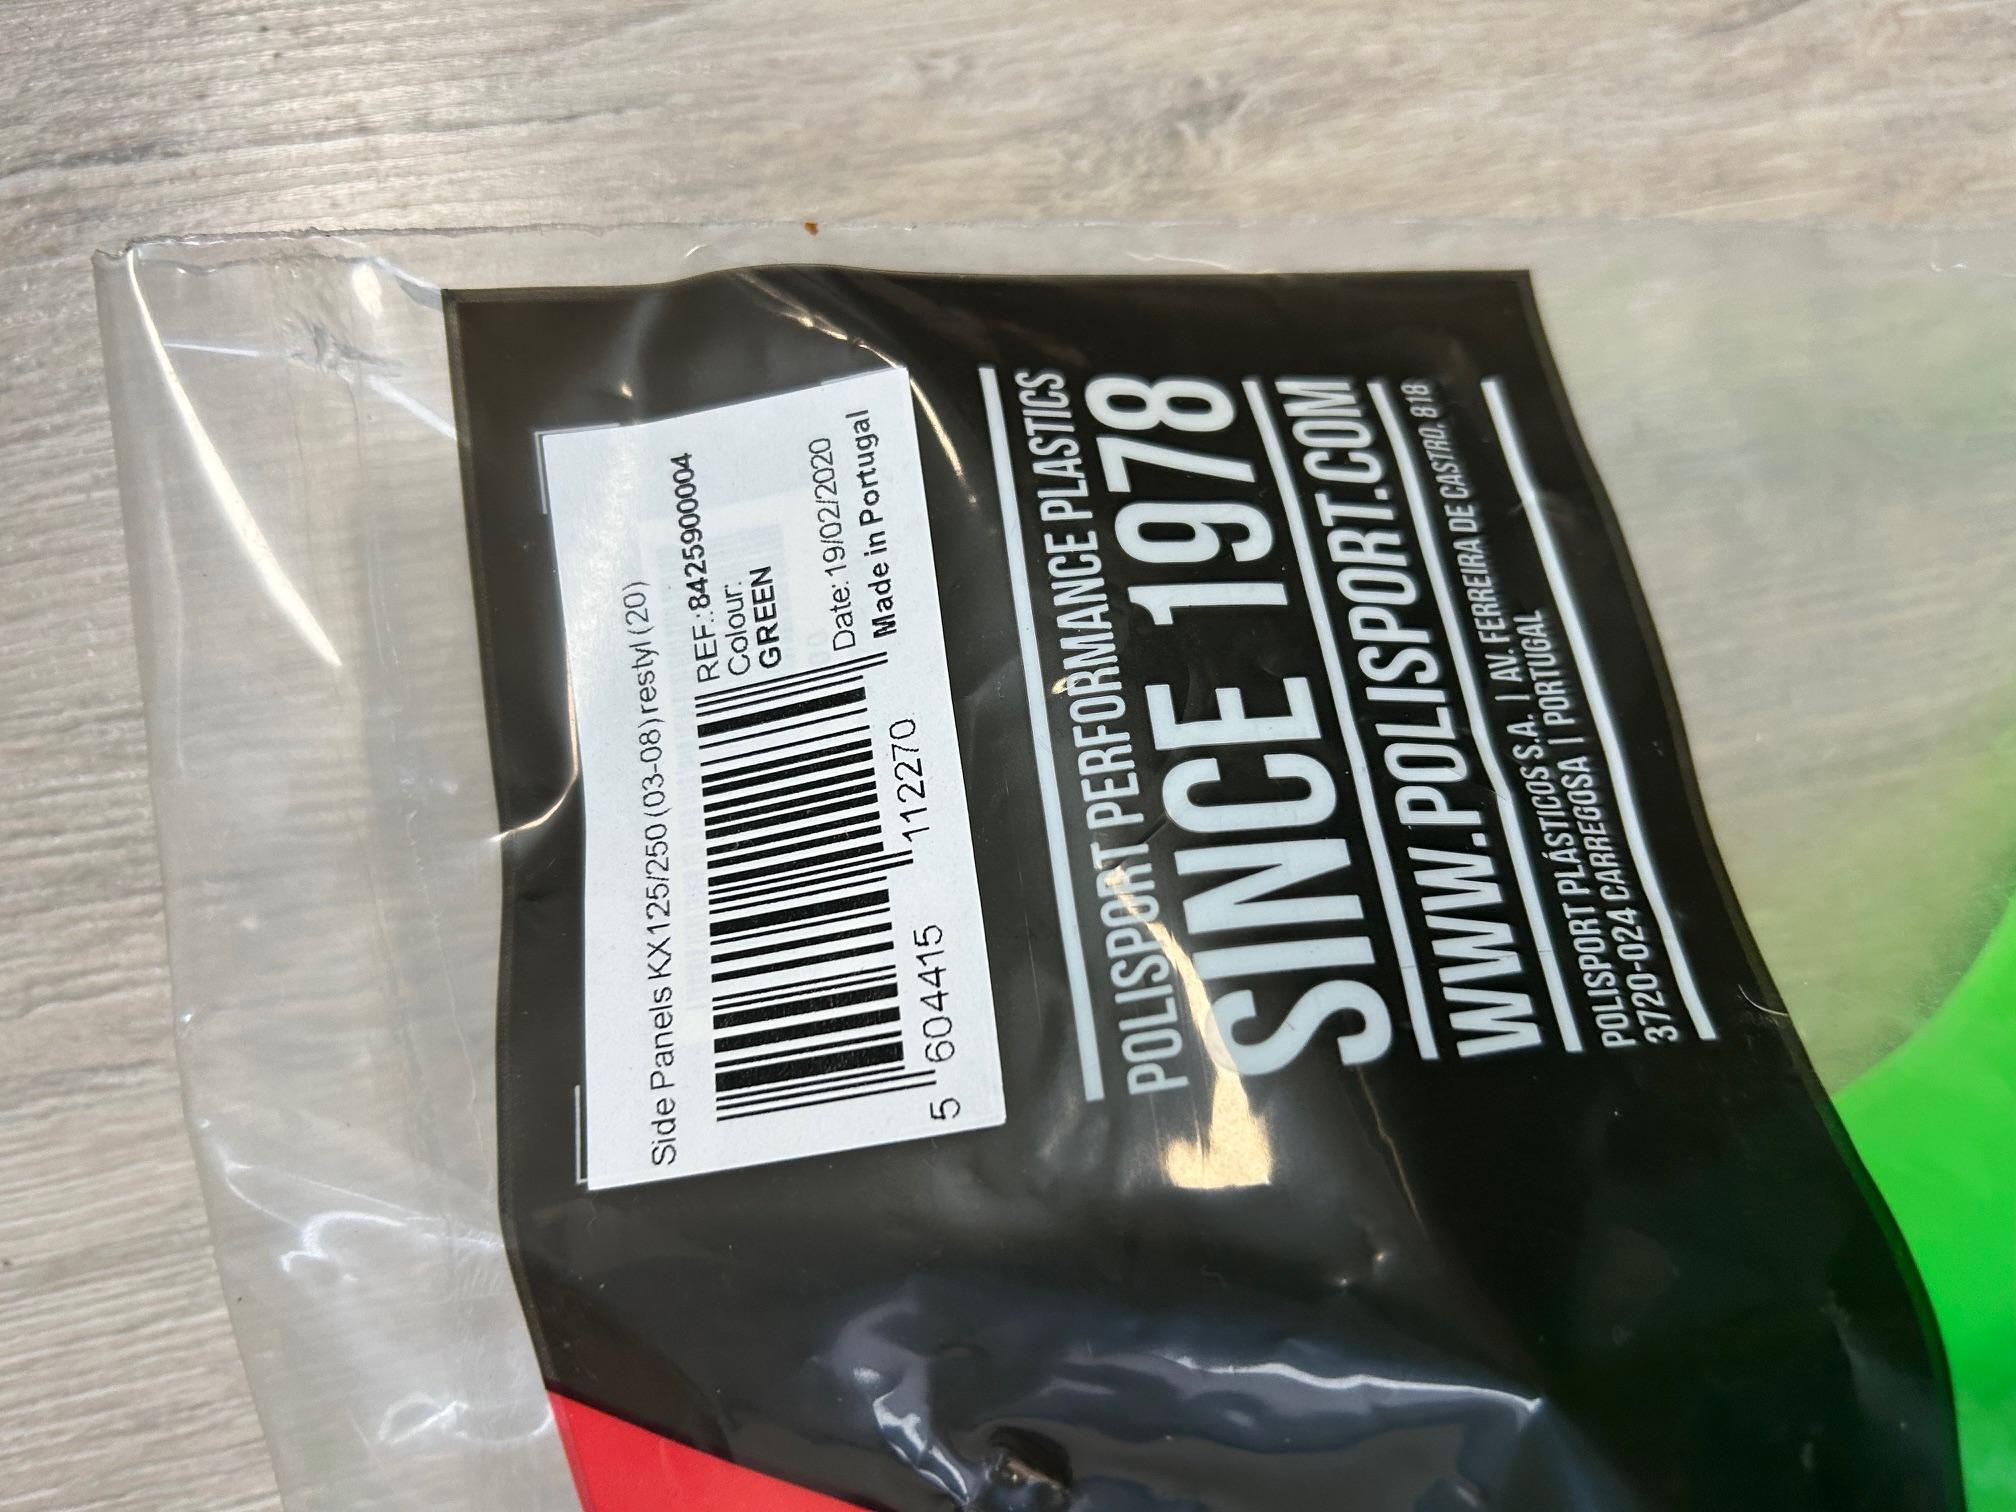 Side Panels KX125/250 (03-08) restyl (20)
REF.: 8425900004
Colour:
GREEN
Date: 19/02/2020
Made in Portugal
5 604415 112270
POLISPORT PERFORMANCE PLASTICS
SINCE 1978
WWW.POLISPORT.COM
POLISPORT PLÁSTICOS S.A. | AV. FERREIRA DE CASTRO, 818
3720-024 CARREGOSA | PORTUGAL